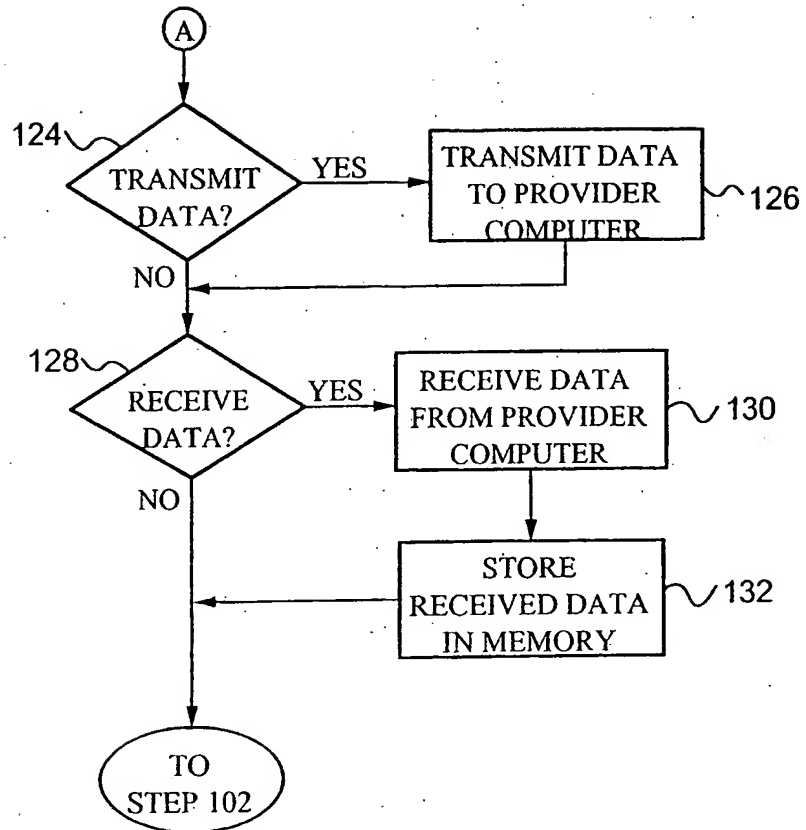 A
124
TRANSMIT
DATA?
YES
TRANSMIT DATA
TO PROVIDER
COMPUTER
126
NO
128
RECEIVE
DATA?
YES
RECEIVE DATA
FROM PROVIDER
COMPUTER
130
NO
STORE
RECEIVED DATA
IN MEMORY
132
TO
STEP 102